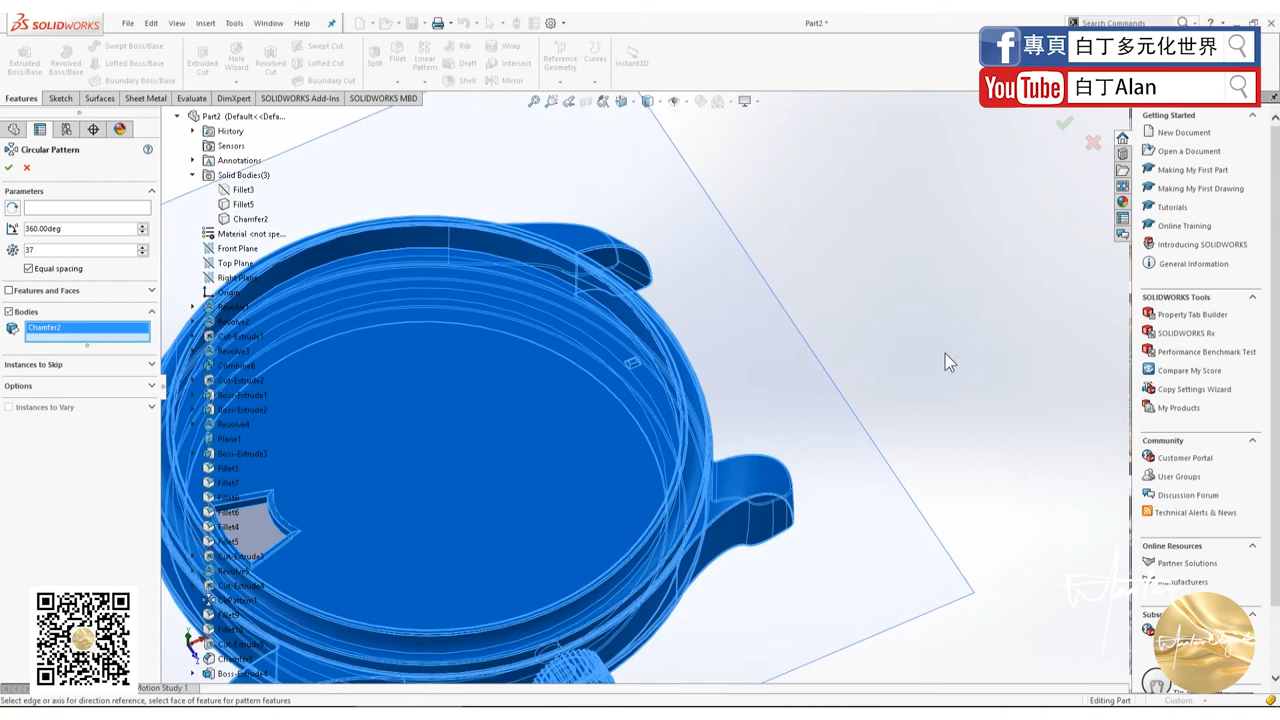 SOLIDWORKS
File Edit View Insert Tools Window Help
Part2 *
Search Commands
專頁 白丁多元化世界
YouTube 白丁Alan
Extruded Boss/Base
Revolved Boss/Base
Swept Boss/Base
Lofted Boss/Base
Boundary Boss/Base
Extruded Cut
Hole Wizard
Revolved Cut
Swept Cut
Lofted Cut
Boundary Cut
Split
Fillet
Linear Pattern
Rib
Draft
Shell
Wrap
Intersect
Mirror
Reference Geometry
Curves
Instant3D
Features Sketch Surfaces Sheet Metal Evaluate DimXpert SOLIDWORKS Add-Ins SOLIDWORKS MBD
Circular Pattern
Parameters
360.00deg
37
Equal spacing
Features and Faces
Bodies
Chamfer2
Instances to Skip
Options
Instances to Vary
Part2 (Default<<Defa...
History
Sensors
Annotations
Solid Bodies(3)
Fillet3
Fillet5
Chamfer2
Material <not spe...
Front Plane
Top Plane
Right Plane
Origin
Revolve1
Revolve2
Cut-Extrude1
Revolve3
Combine6
Cut-Extrude2
Boss-Extrude1
Boss-Extrude2
Revolve4
Plane1
Boss-Extrude3
Fillet3
Fillet7
Fillet6
Fillet4
Fillet5
Cut-Extrude3
Cut-Extrude4
CirPattern1
Fillet9
Fillet10
Boss-Extrude4
Getting Started
New Document
Open a Document
Making My First Part
Making My First Drawing
Tutorials
Online Training
Introducing SOLIDWORKS
General Information
SOLIDWORKS Tools
Property Tab Builder
SOLIDWORKS Rx
Performance Benchmark Test
Compare My Score
Copy Settings Wizard
My Products
Community
Customer Portal
User Groups
Discussion Forum
Technical Alerts & News
Online Resources
Partner Solutions
Manufacturers
Motion Study 1
Select edge or axis for direction reference, select face of feature for pattern features
Editing Part
Custom